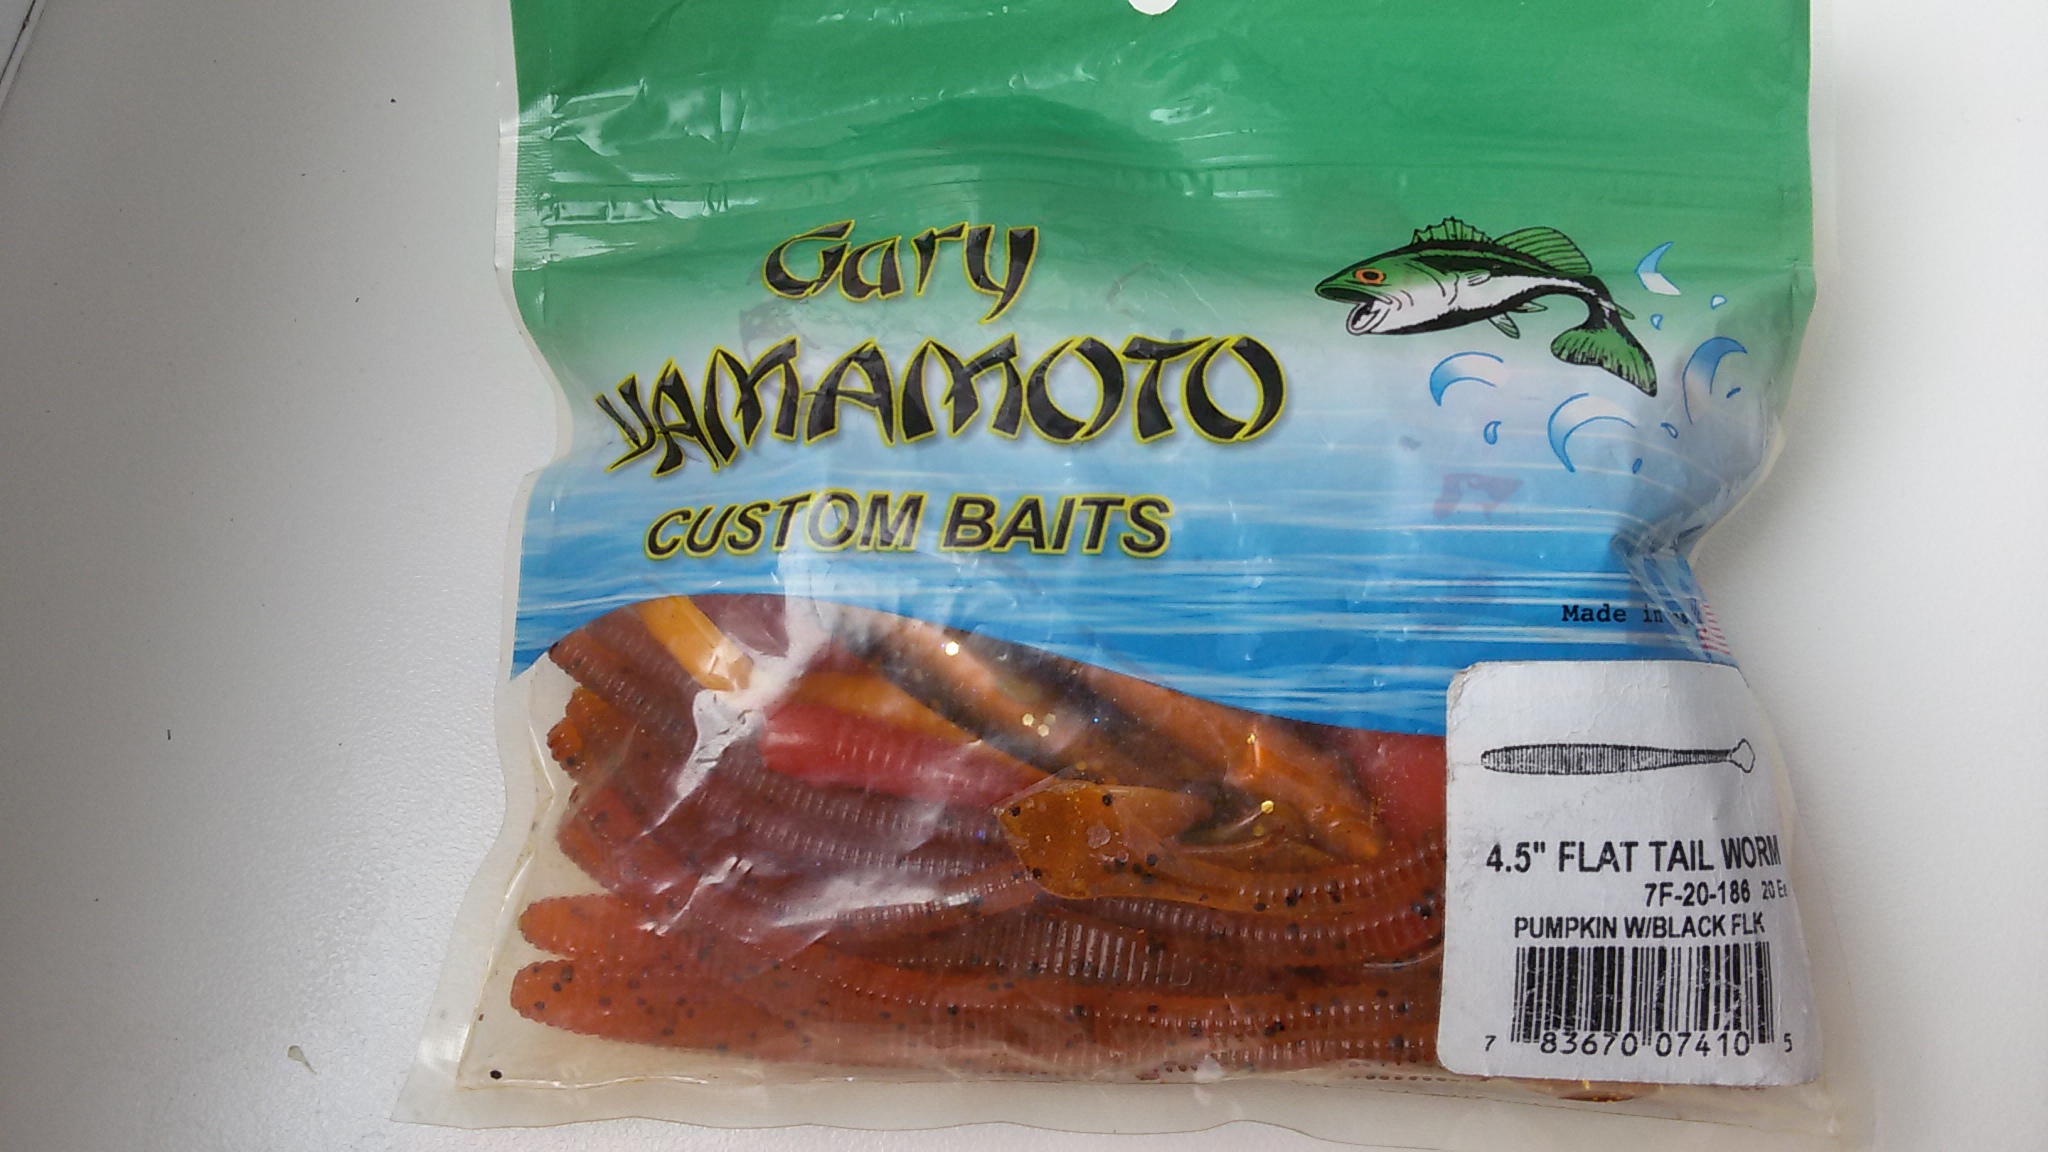 Gary
YAMAMOTO
CUSTOM BAITS
Made in
4.5" FLAT TAIL WORM
7F-20-186 20 Ea
PUMPKIN W/BLACK FLK
7 83670 07410 5